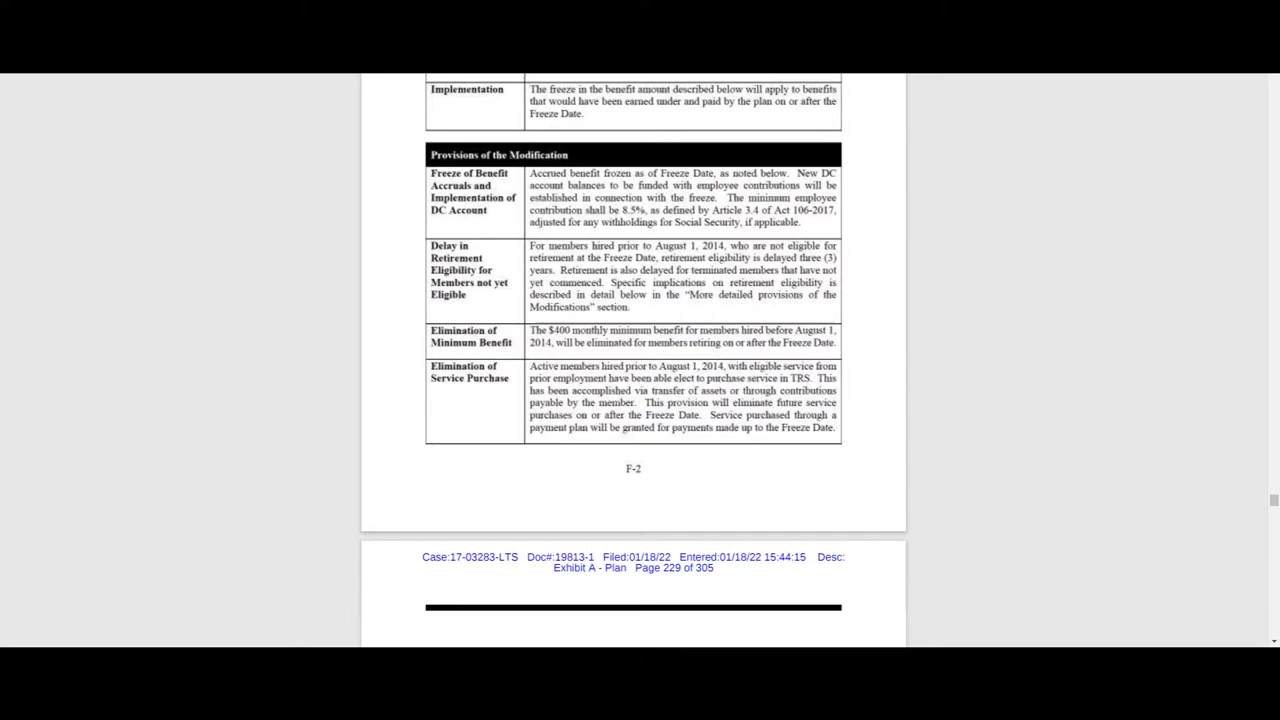 Implementation
The freeze in the benefit amount described below will apply to benefits
that would have been earned under and paid by the plan on or after the
Freeze Date.
Provisions of the Modification
Freeze of Benefit
Accruals and
Implementation of
DC Account
Accrued benefit frozen as of Freeze Date, as noted below. New DC
account balances to be funded with employee contributions will be
established in connection with the freeze. The minimum employee
contribution shall be 8.5%, as defined by Article 3.4 of Act 106-2017,
adjusted for any withholdings for Social Security, if applicable.
Delay in
Retirement
Eligibility for
Members not yet
Eligible
For members hired prior to August 1, 2014, who are not eligible for
retirement at the Freeze Date, retirement eligibility is delayed three (3)
years. Retirement is also delayed for terminated members that have not
yet commenced. Specific implications on retirement eligibility is
described in detail below in the “More detailed provisions of the
Modifications” section.
Elimination of
Minimum Benefit
The $400 monthly minimum benefit for members hired before August 1,
2014, will be eliminated for members retiring on or after the Freeze Date.
Elimination of
Service Purchase
Active members hired prior to August 1, 2014, with eligible service from
prior employment have been able elect to purchase service in TRS. This
has been accomplished via transfer of assets or through contributions
payable by the member. This provision will eliminate future service
purchases on or after the Freeze Date. Service purchased through a
payment plan will be granted for payments made up to the Freeze Date.
F-2
Case:17-03283-LTS Doc#:19813-1 Filed:01/18/22 Entered:01/18/22 15:44:15 Desc:
Exhibit A - Plan Page 229 of 305